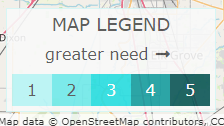 MAP LEGEND
greater need →
1 2 3 4 5
Map data © OpenStreetMap contributors, CC